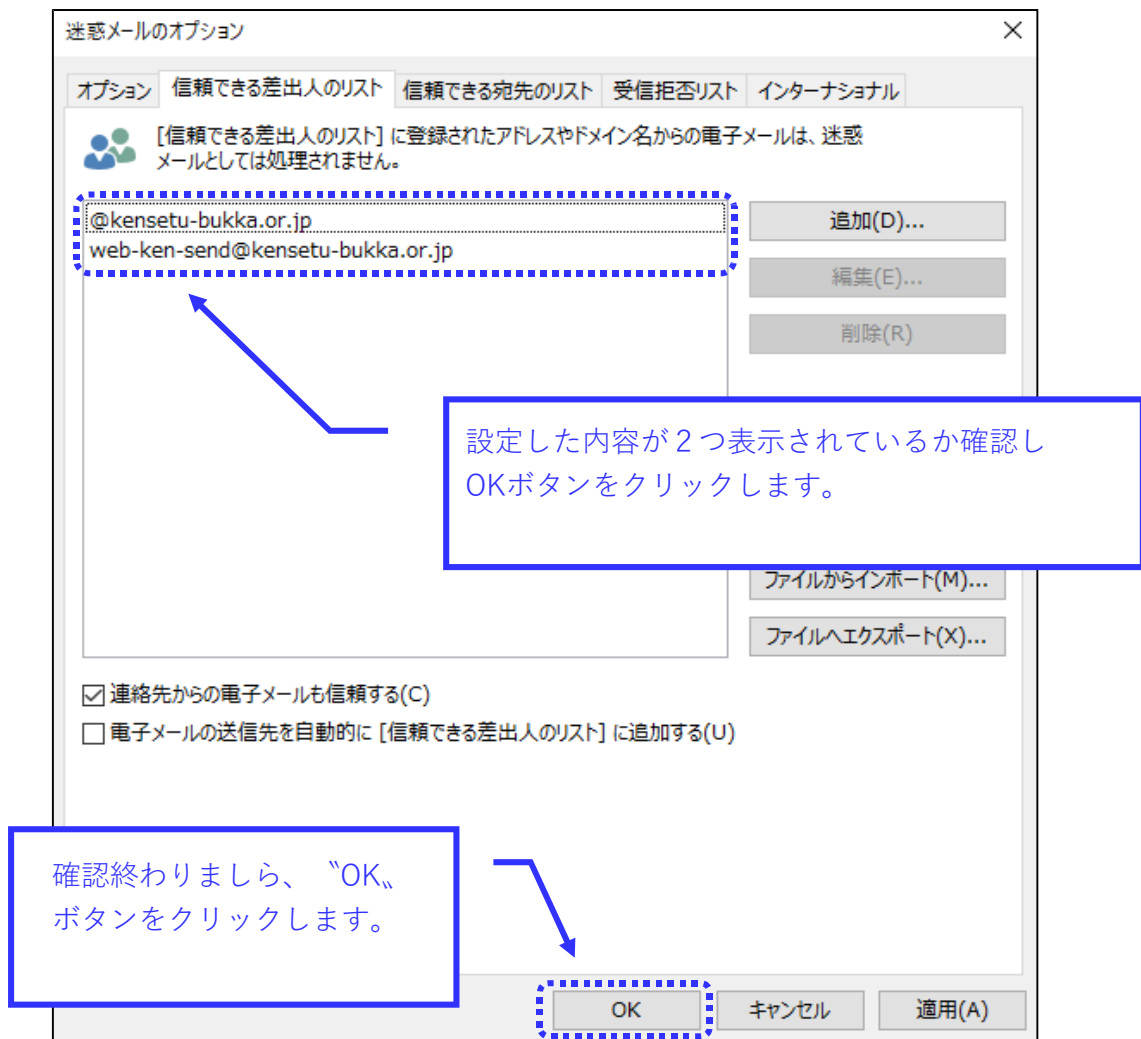 迷惑メールのオプション
オプション 信頼できる差出人のリスト 信頼できる宛先のリスト 受信拒否リスト インターナショナル
[信頼できる差出人のリスト] に登録されたアドレスやドメイン名からの電子メールは、迷惑
メールとしては処理されません。
@kensetu-bukka.or.jp
web-ken-send@kensetu-bukka.or.jp
追加(D)...
編集(E)...
削除(R)
設定した内容が２つ表示されているか確認し
OKボタンをクリックします。
ファイルからインポート(M)...
ファイルへエクスポート(X)...
連絡先からの電子メールも信頼する(C)
電子メールの送信先を自動的に [信頼できる差出人のリスト] に追加する(U)
確認終わりましら、〝OK〟
ボタンをクリックします。
OK キャンセル 適用(A)